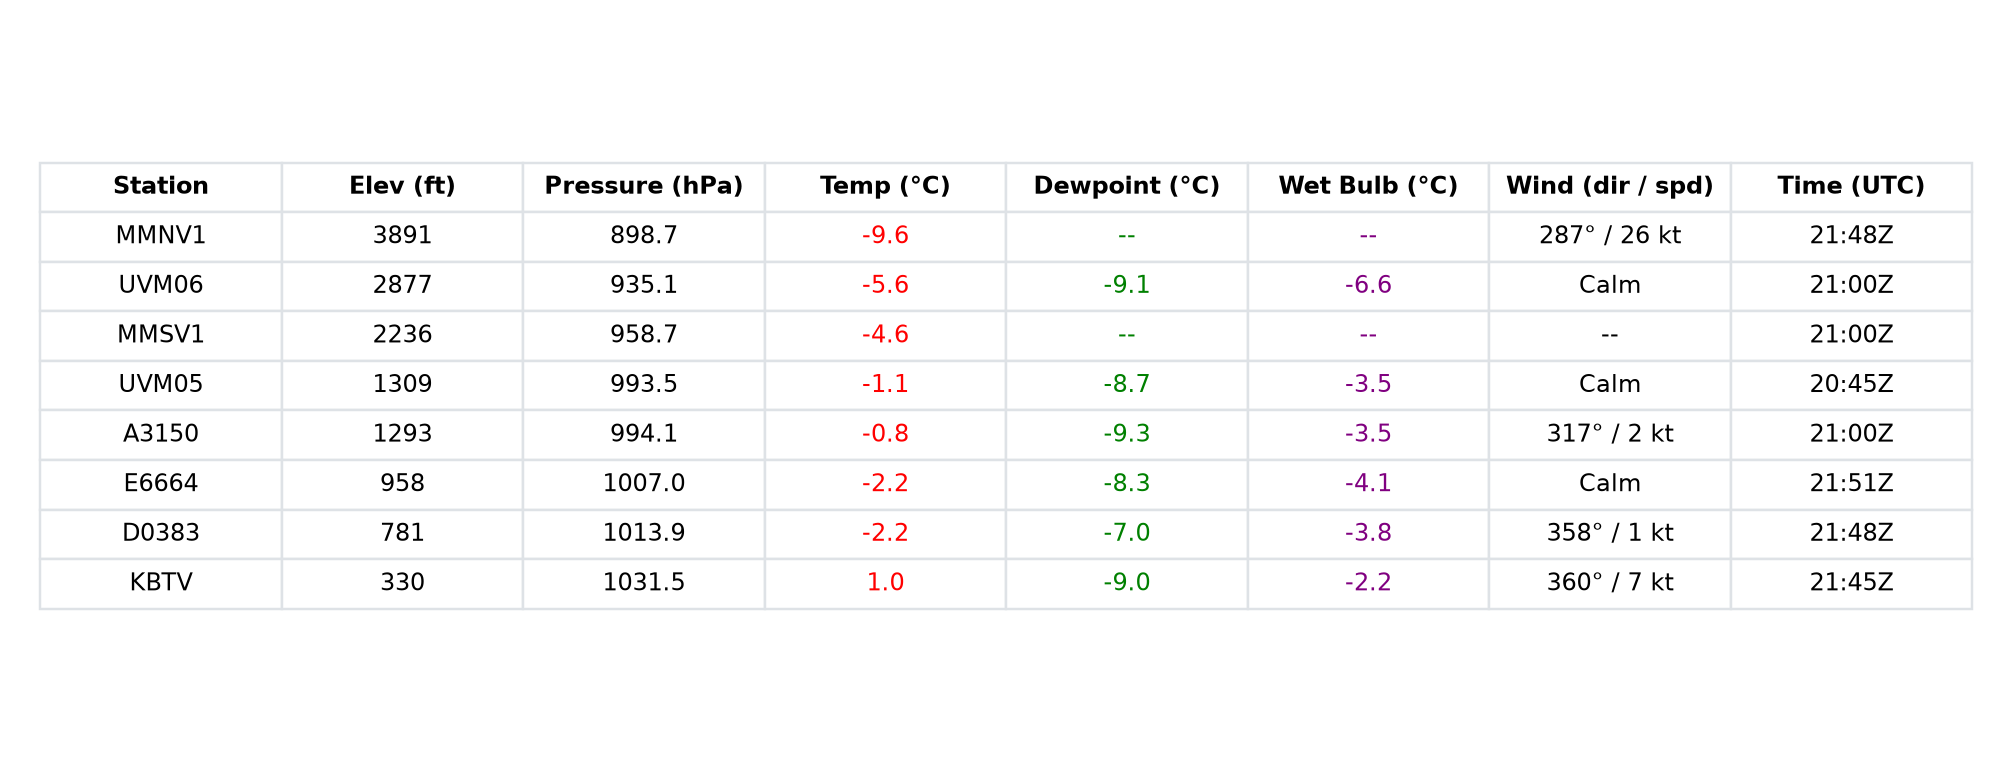 Station Elev (ft) Pressure (hPa) Temp (°C) Dewpoint (°C) Wet Bulb (°C) Wind (dir / spd) Time (UTC)
MMNV1 3891 898.7 -9.6 -- -- 287° / 26 kt 21:48Z
UVM06 2877 935.1 -5.6 -9.1 -6.6 Calm 21:00Z
MMSV1 2236 958.7 -4.6 -- -- -- 21:00Z
UVM05 1309 993.5 -1.1 -8.7 -3.5 Calm 20:45Z
A3150 1293 994.1 -0.8 -9.3 -3.5 317° / 2 kt 21:00Z
E6664 958 1007.0 -2.2 -8.3 -4.1 Calm 21:51Z
D0383 781 1013.9 -2.2 -7.0 -3.8 358° / 1 kt 21:48Z
KBTV 330 1031.5 1.0 -9.0 -2.2 360° / 7 kt 21:45Z